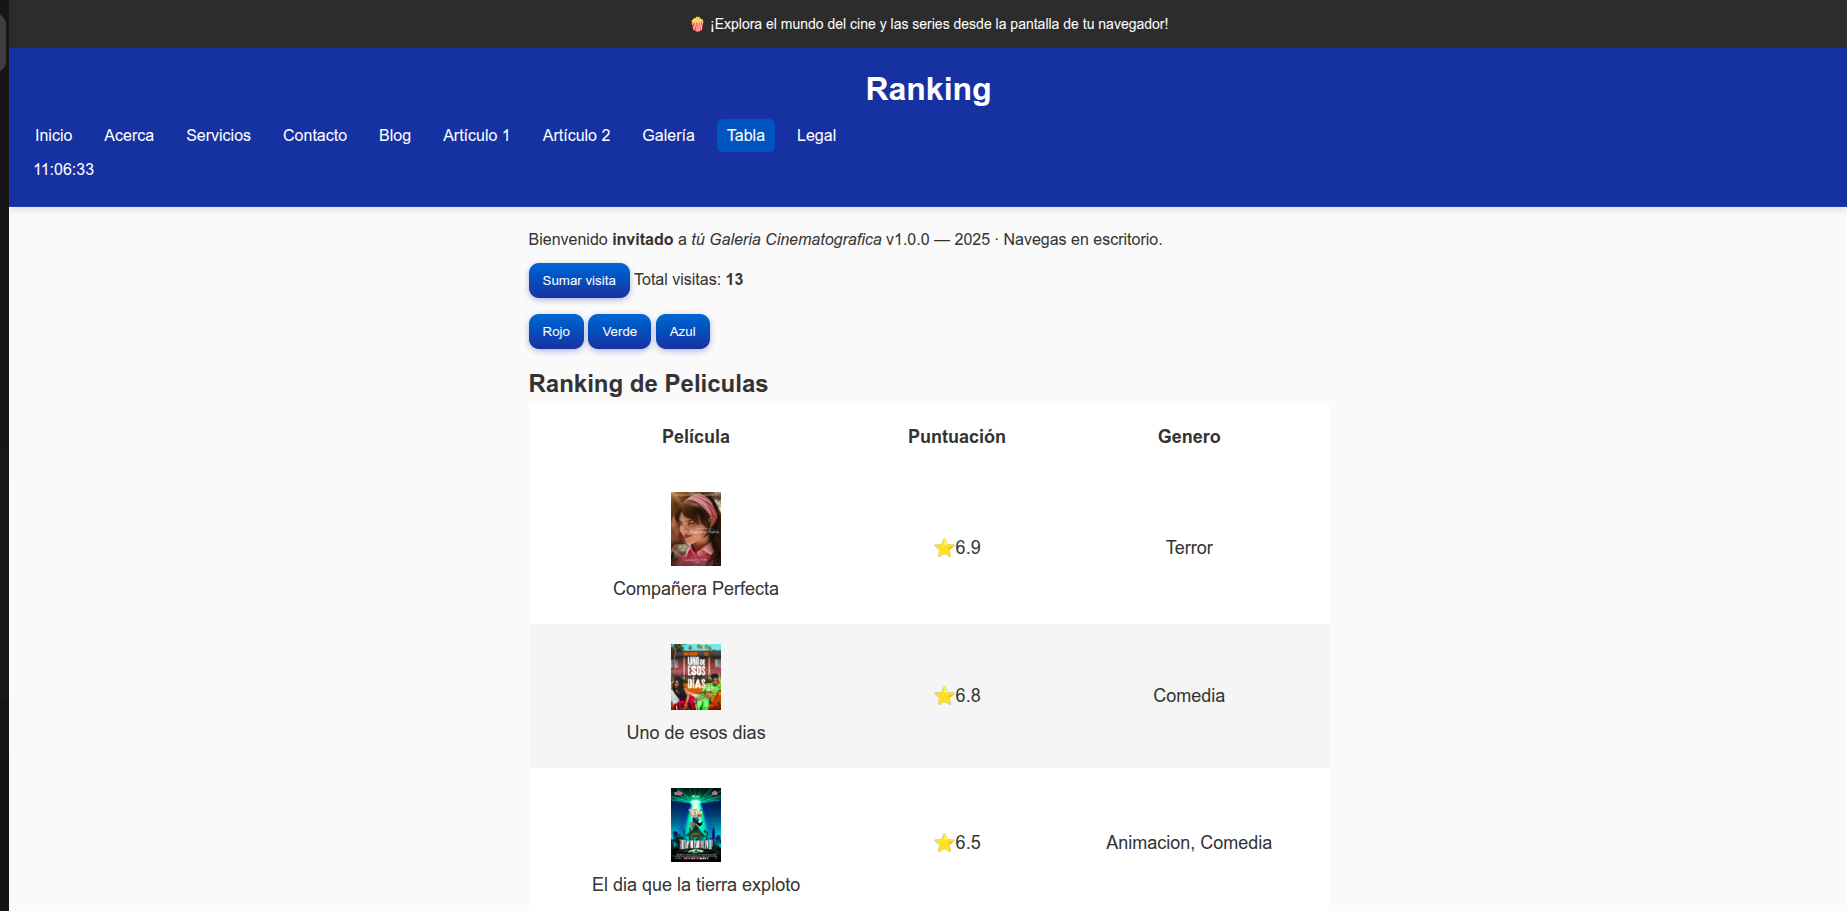 🍿 ¡Explora el mundo del cine y las series desde la pantalla de tu navegador!
Ranking
Inicio Acerca Servicios Contacto Blog Artículo 1 Artículo 2 Galería Tabla Legal
11:06:33
Bienvenido invitado a tú Galeria Cinematografica v1.0.0 — 2025 · Navegas en escritorio.
Sumar visita Total visitas: 13
Rojo Verde Azul
Ranking de Peliculas
Película Puntuación Genero
⭐6.9 Terror
Compañera Perfecta
UNO DE
ESOS
DÍAS
⭐6.8 Comedia
Uno de esos dias
⭐6.5 Animacion, Comedia
El dia que la tierra exploto